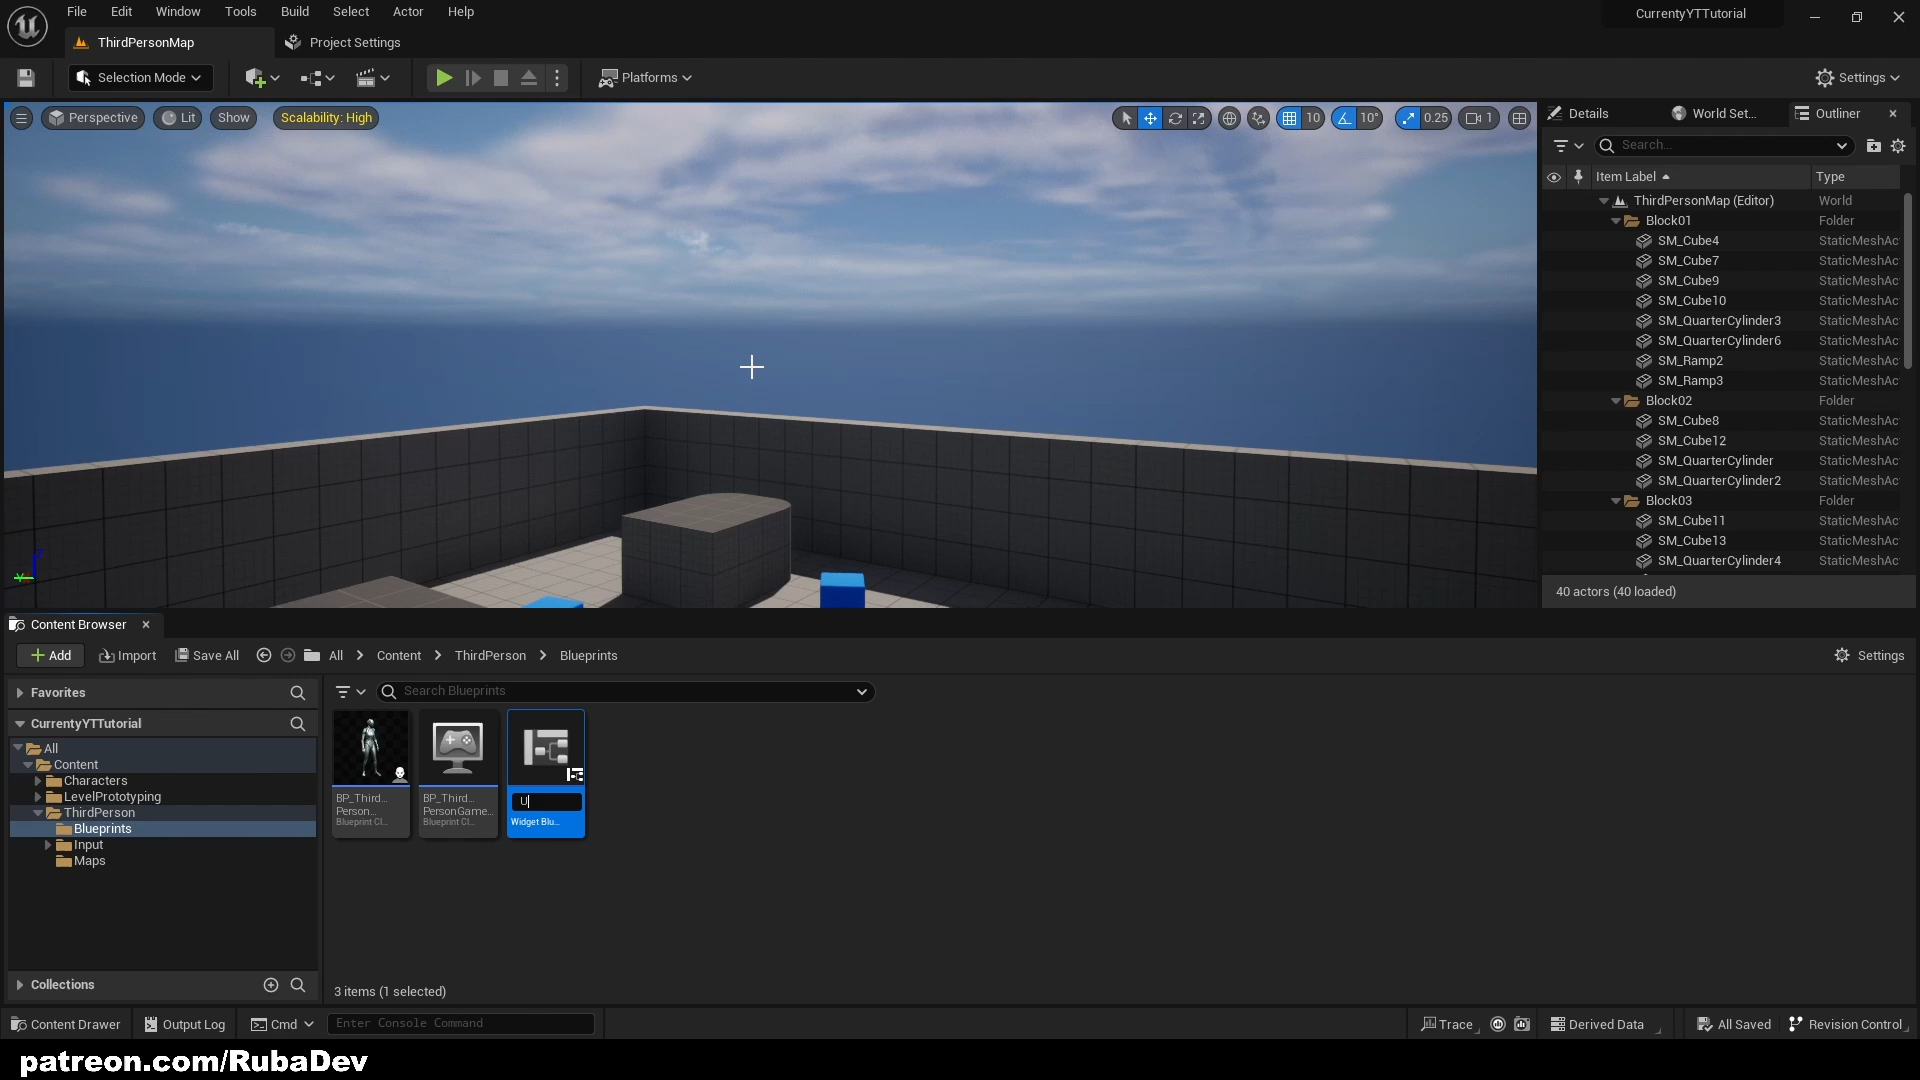 File Edit Window Tools Build Select Actor Help
CurrentyYTTutorial
ThirdPersonMap
Project Settings
Selection Mode
Platforms
Settings
Perspective
Lit
Show
Scalability: High
10
10°
0.25
1
Details
World Set...
Outliner
Search...
Item Label
Type
ThirdPersonMap (Editor) World
Block01 Folder
SM_Cube4 StaticMeshAc
SM_Cube7 StaticMeshAc
SM_Cube9 StaticMeshAc
SM_Cube10 StaticMeshAc
SM_QuarterCylinder3 StaticMeshAc
SM_QuarterCylinder6 StaticMeshAc
SM_Ramp2 StaticMeshAc
SM_Ramp3 StaticMeshAc
Block02 Folder
SM_Cube8 StaticMeshAc
SM_Cube12 StaticMeshAc
SM_QuarterCylinder StaticMeshAc
SM_QuarterCylinder2 StaticMeshAc
Block03 Folder
SM_Cube11 StaticMeshAc
SM_Cube13 StaticMeshAc
SM_QuarterCylinder4 StaticMeshAc
40 actors (40 loaded)
Content Browser
Add
Import
Save All
All > Content > ThirdPerson > Blueprints
Settings
Favorites
CurrentyYTTutorial
All
Content
Characters
LevelPrototyping
ThirdPerson
Blueprints
Input
Maps
Collections
Search Blueprints
BP_Third...
Person...
Blueprint Cl...
BP_Third...
PersonGame...
Blueprint Cl...
U
Widget Blu...
3 items (1 selected)
Content Drawer
Output Log
Cmd
Enter Console Command
Trace
Derived Data
All Saved
Revision Control
patreon.com/RubaDev